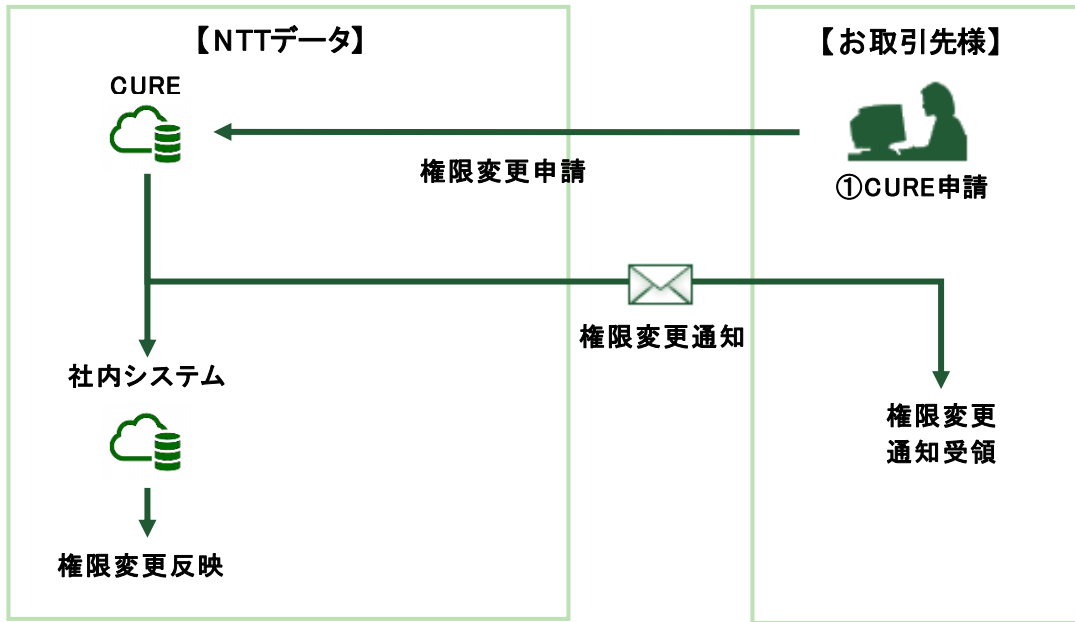 【NTTデータ】
【お取引先様】
CURE
権限変更申請
①CURE申請
権限変更通知
社内システム
権限変更
通知受領
権限変更反映